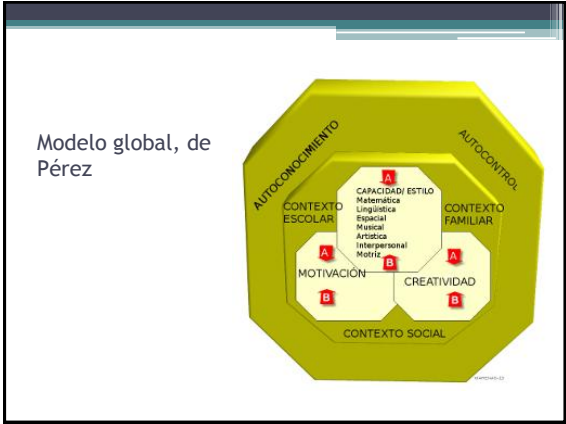 Modelo global, de
Pérez
AUTOCONOCIMIENTO
AUTOCONTROL
A
CAPACIDAD/ ESTILO
Matemática
Lingüística
Espacial
Musical
Artística
Interpersonal
Motriz
B
CONTEXTO
ESCOLAR
CONTEXTO
FAMILIAR
A
MOTIVACIÓN
B
A
CREATIVIDAD
B
CONTEXTO SOCIAL